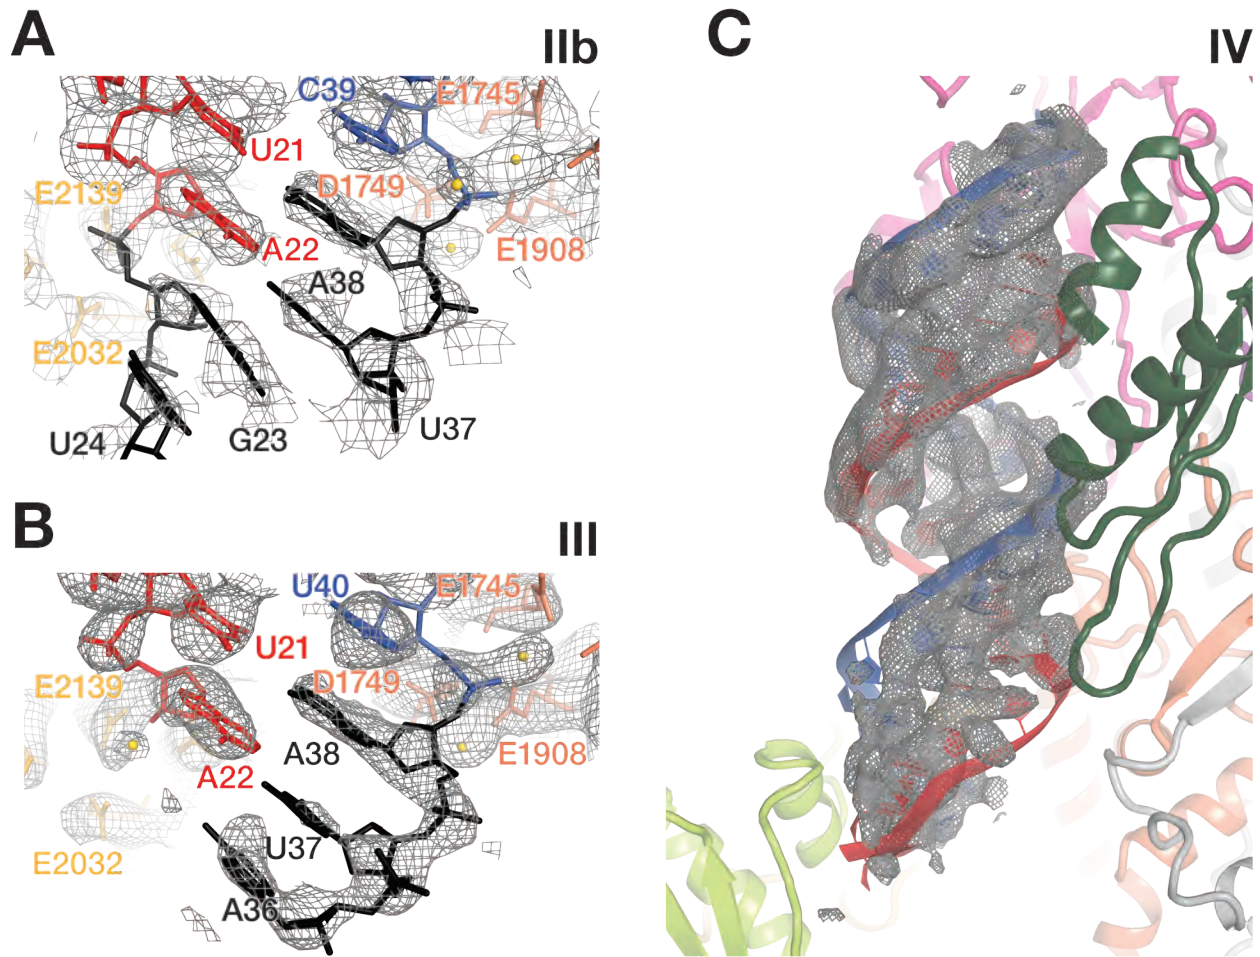 A
IIb
C39
E1745
U21
D1749
E2139
A22
E1908
A38
E2032
U24
G23
U37
B
III
U40
E1745
U21
E2139
D1749
A38
E1908
A22
U37
E2032
A36
C
IV